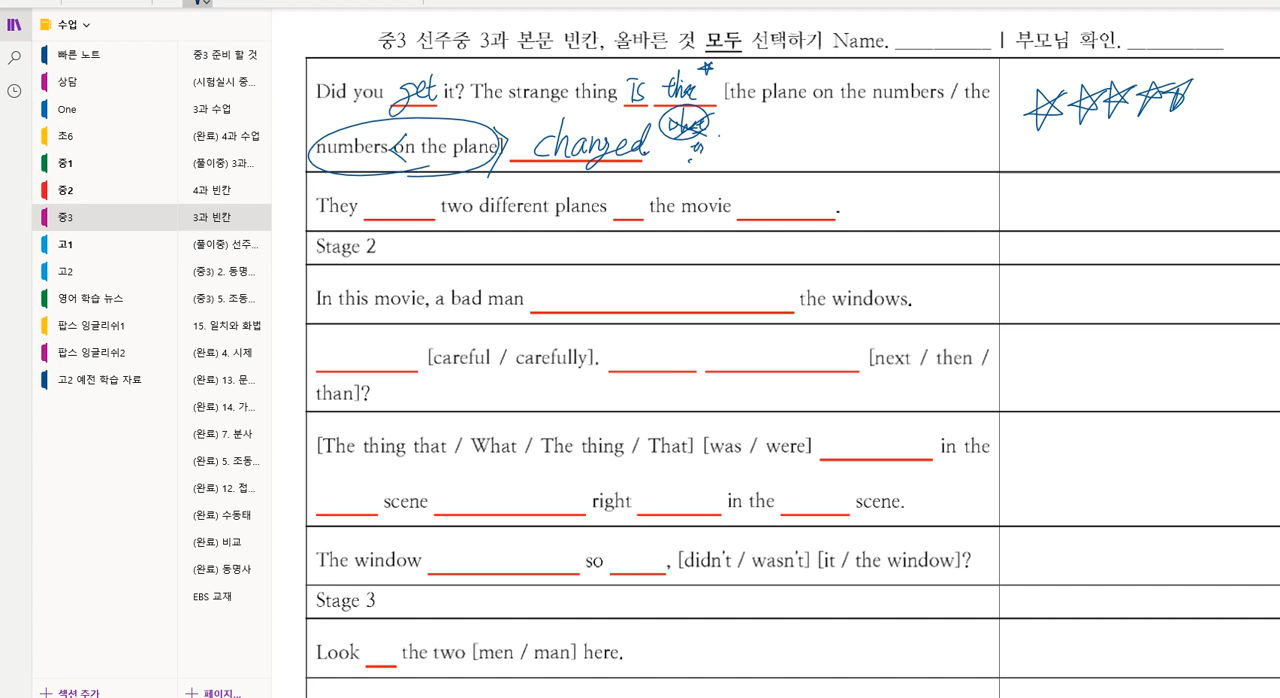 수업
빠른 노트
상담
One
초6
중1
중2
중3
고1
고2
영어 학습 뉴스
팝스 잉글리쉬1
팝스 잉글리쉬2
고2 예전 학습 자료
섹션 추가
중3 준비 할 것
(시험실시 중...
3과 수업
(완료) 4과 수업
(풀이중) 3과...
4과 빈칸
3과 빈칸
(풀이중) 선주...
(중3) 2. 동명...
(중3) 5. 조동...
15. 일치와 화법
(완료) 4. 시제
(완료) 13. 문...
(완료) 14. 가...
(완료) 7. 분사
(완료) 5. 조동...
(완료) 12. 접...
(완료) 수동태
(완료) 비교
(완료) 동명사
EBS 교재
페이지...
중3 선주중 3과 본문 빈칸, 올바른 것 모두 선택하기 Name. ________ | 부모님 확인. ________
Did you get it? The strange thing is [the plane on the numbers / the
numbers on the plane] changed.
They ______ two different planes ___ the movie ________.
Stage 2
In this movie, a bad man ______________________ the windows.
________ [careful / carefully]. _______ _____________ [next / then /
than]?
[The thing that / What / The thing / That] [was / were] _________ in the
_____ scene _____________ right _______ in the ______ scene.
The window _____________ so _____, [didn't / wasn't] [it / the window]?
Stage 3
Look ___ the two [men / man] here.